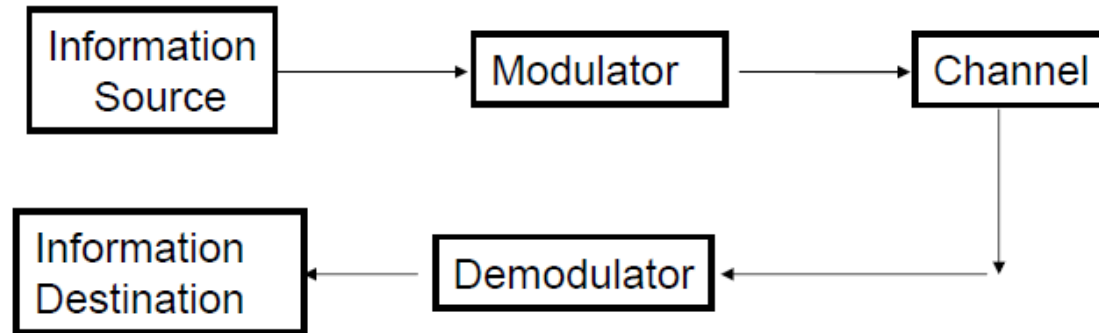 Information
Source
Modulator
Channel
Information
Destination
Demodulator